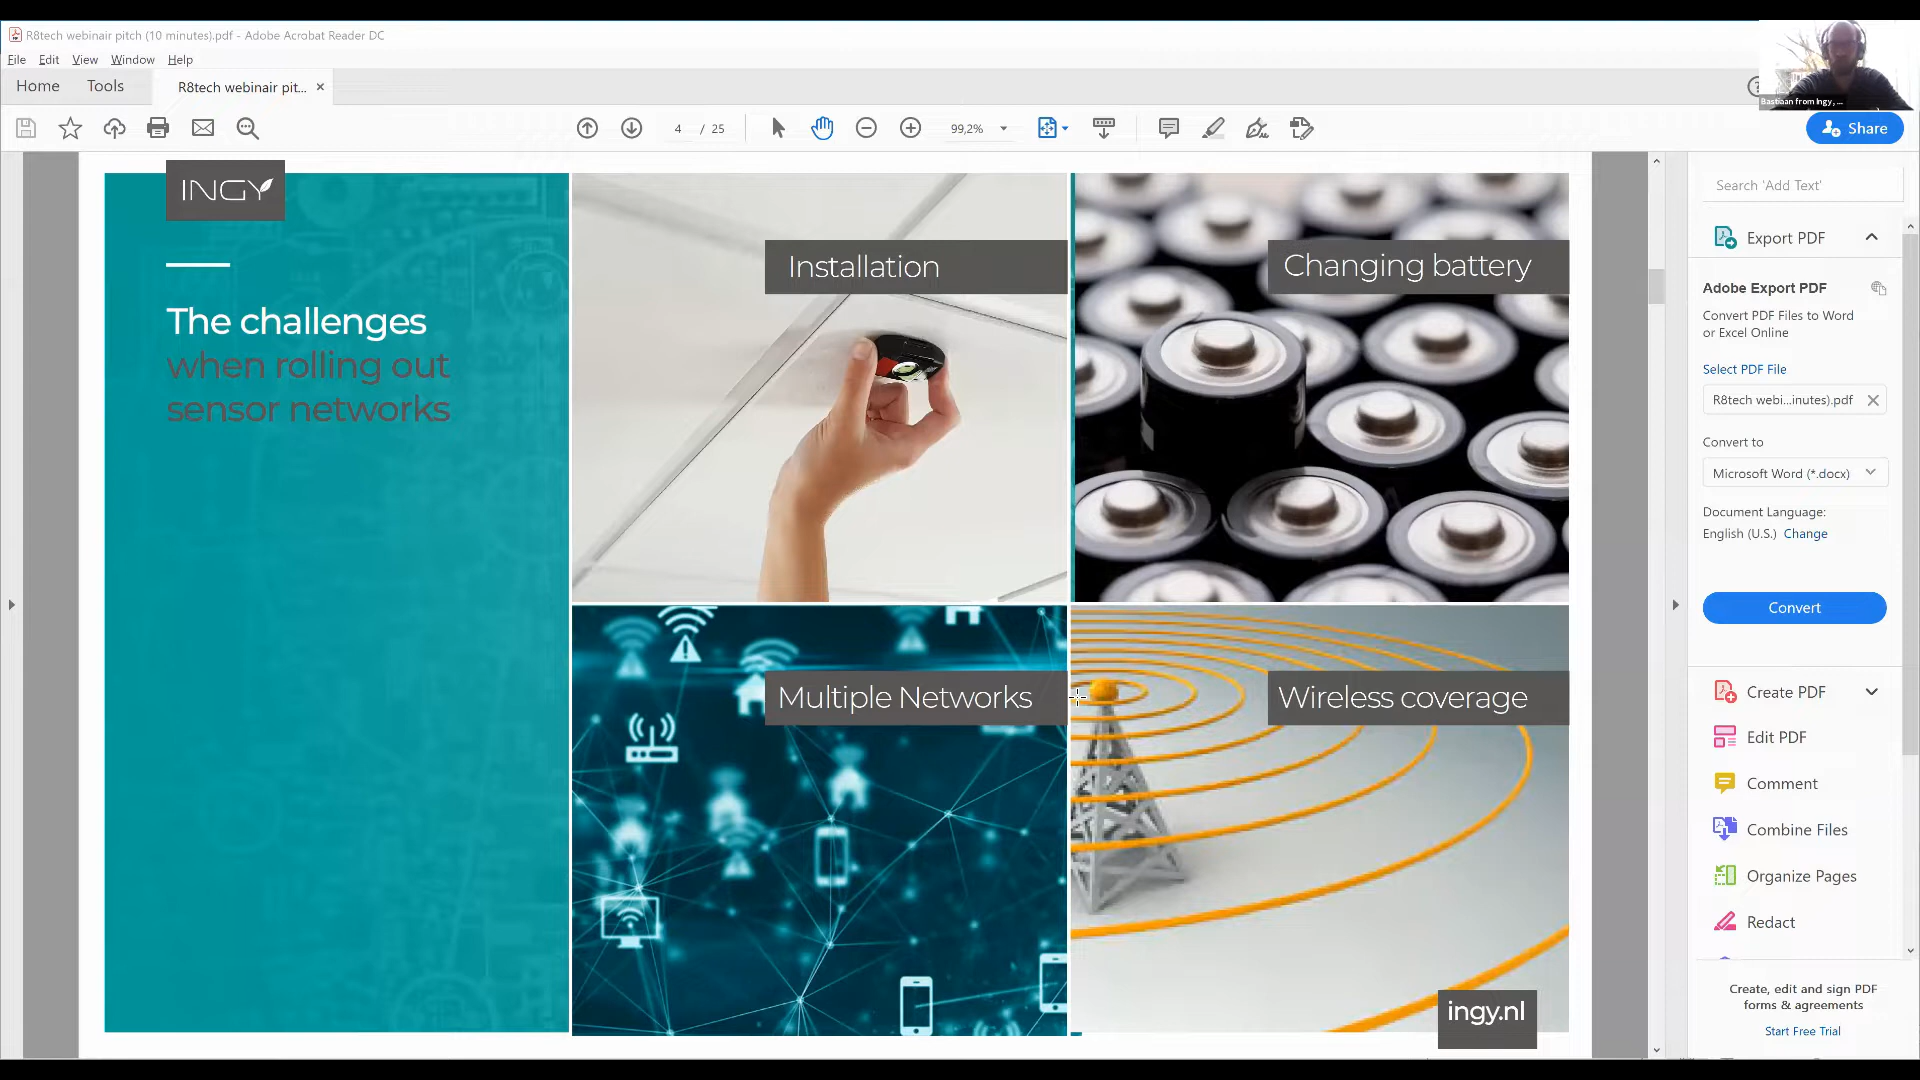 R8tech webinair pitch (10 minutes).pdf - Adobe Acrobat Reader DC
File Edit View Window Help
Home Tools R8tech webinair pit... ×
4 / 25 99,2%
Share
Bastiaan from Ingy, ...
INGY
The challenges
when rolling out
sensor networks
Installation
Changing battery
Multiple Networks
Wireless coverage
ingy.nl
Search 'Add Text'
Export PDF
Adobe Export PDF
Convert PDF Files to Word
or Excel Online
Select PDF File
R8tech webi...inutes).pdf
Convert to
Microsoft Word (*.docx)
Document Language:
English (U.S.) Change
Convert
Create PDF
Edit PDF
Comment
Combine Files
Organize Pages
Redact
Create, edit and sign PDF
forms & agreements
Start Free Trial